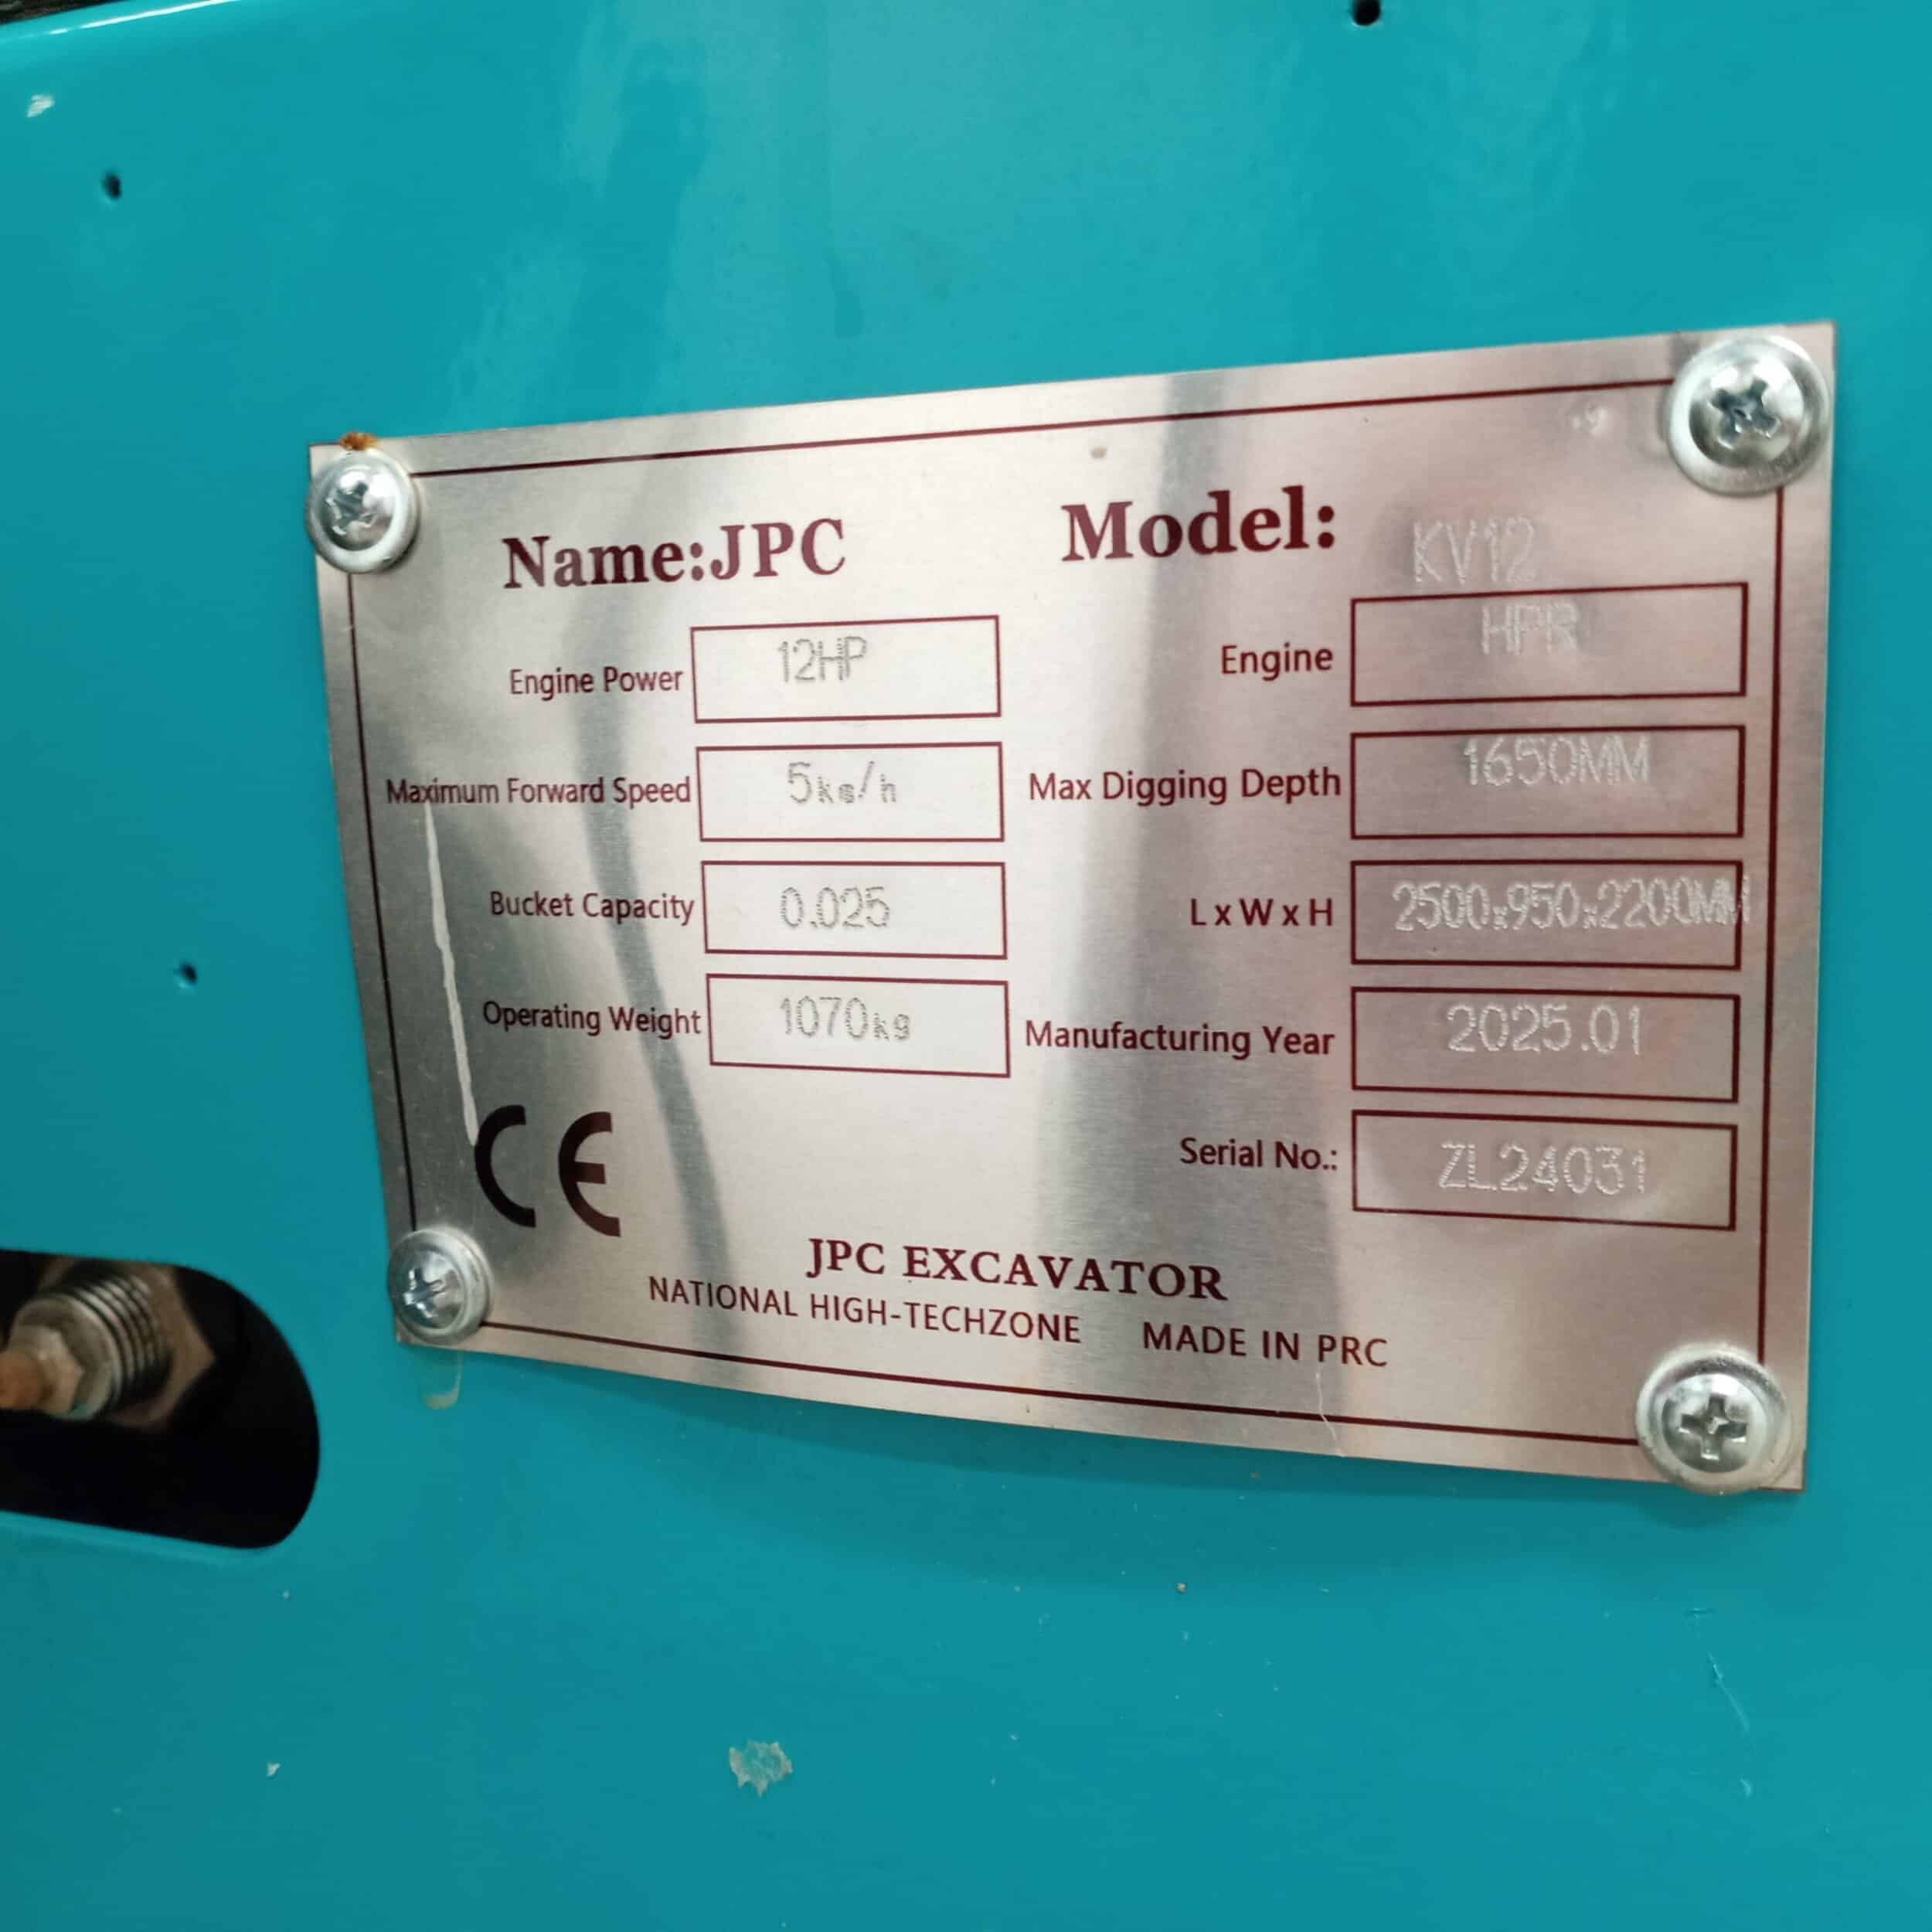 Name:JPC Model: KV12
Engine Power 12HP Engine HPR
Maximum Forward Speed 5ks/h Max Digging Depth 1650MM
Bucket Capacity 0.025 L x W x H 2500x950x2200MM
Operating Weight 1070kg Manufacturing Year 2025.01
CE Serial No.: ZL24031
JPC EXCAVATOR
NATIONAL HIGH-TECHZONE MADE IN PRC